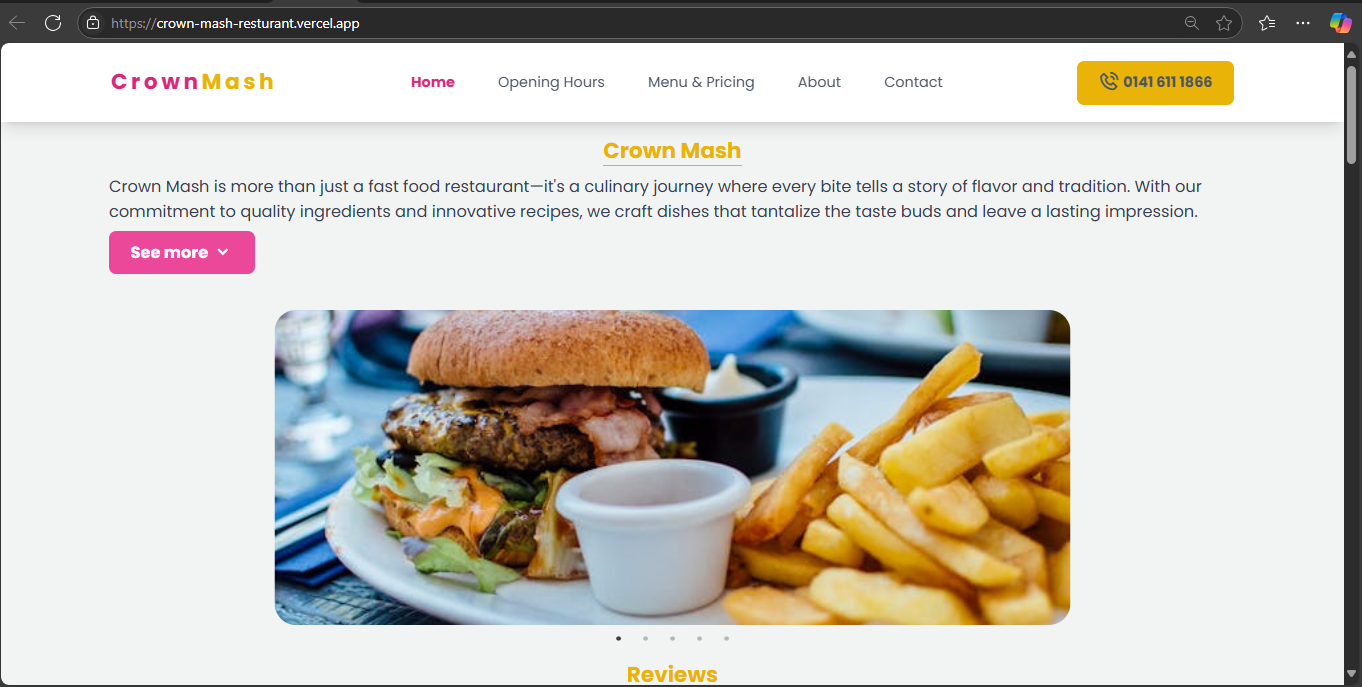 https://crown-mash-resturant.vercel.app
CrownMash
Home
Opening Hours
Menu & Pricing
About
Contact
0141 611 1866
Crown Mash
Crown Mash is more than just a fast food restaurant—it's a culinary journey where every bite tells a story of flavor and tradition. With our
commitment to quality ingredients and innovative recipes, we craft dishes that tantalize the taste buds and leave a lasting impression.
See more
Reviews